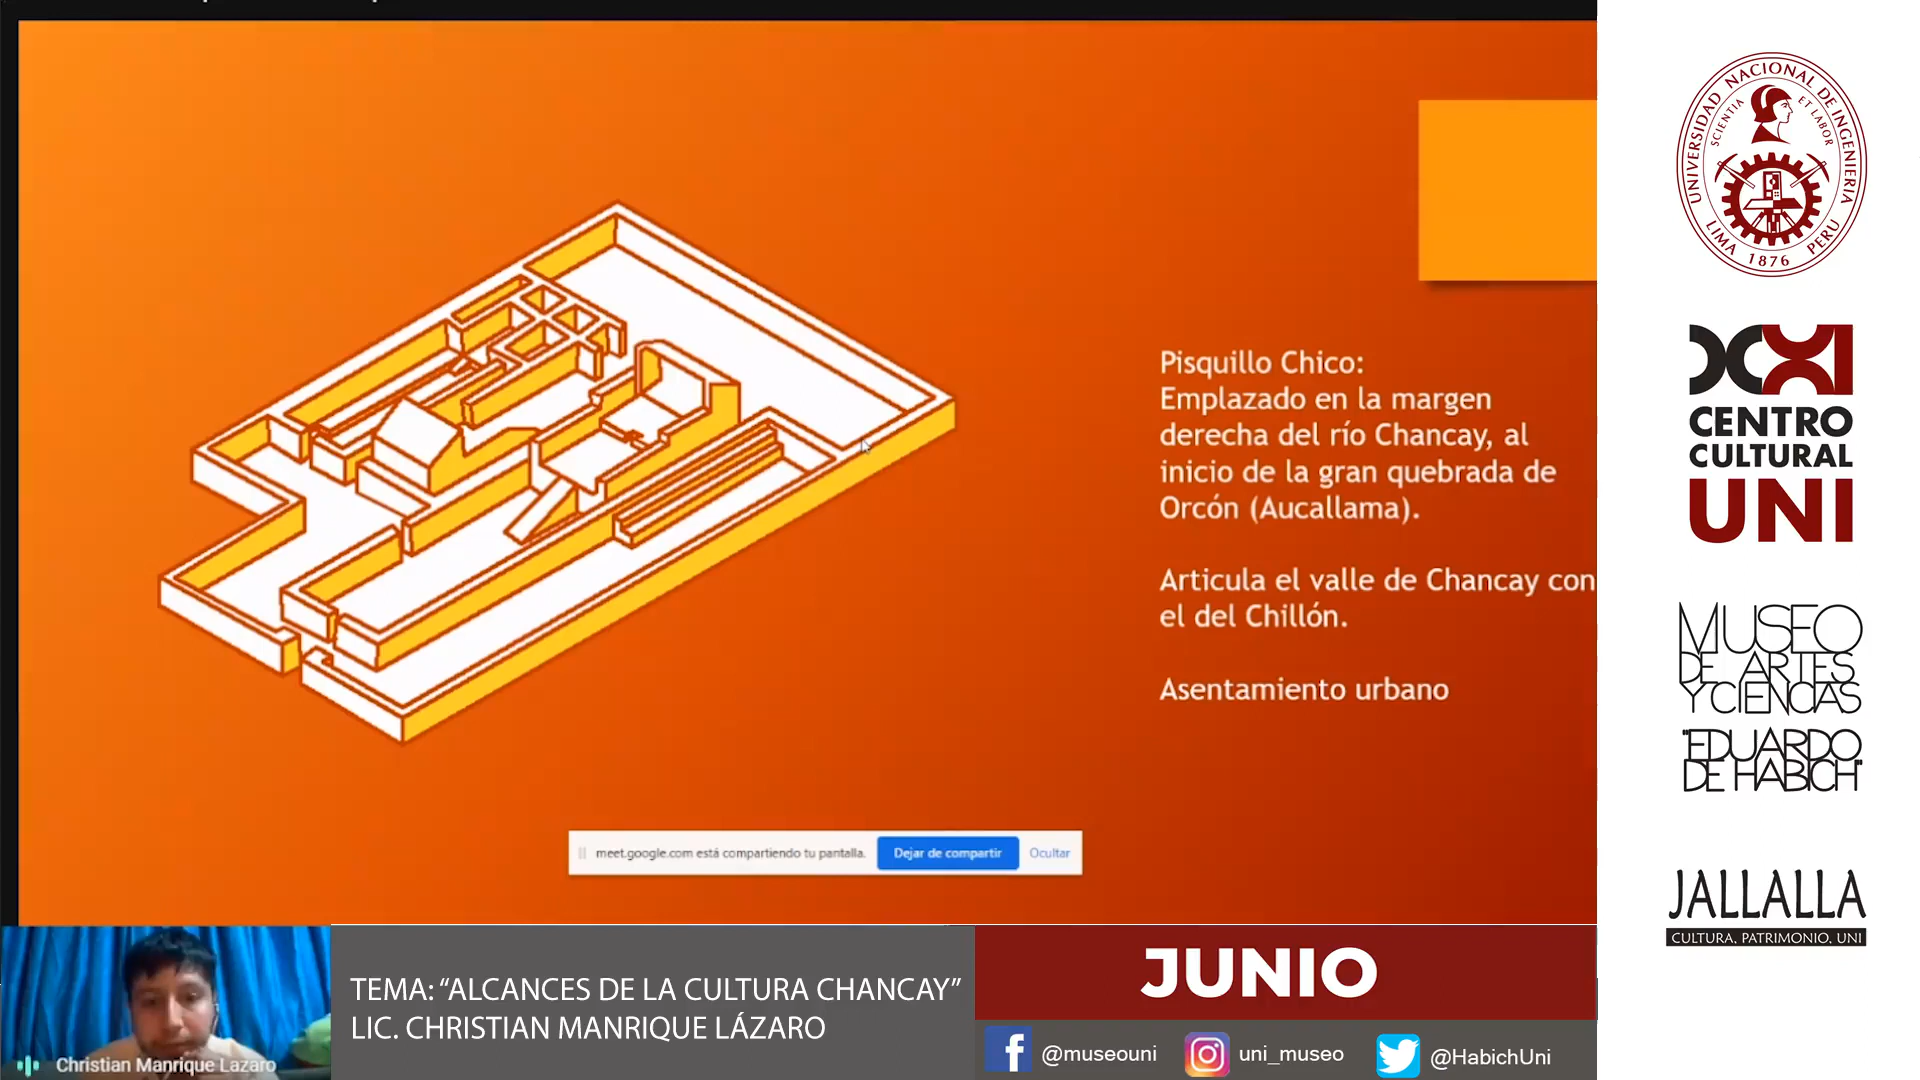 Pisquillo Chico:
Emplazado en la margen
derecha del río Chancay, al
inicio de la gran quebrada de
Orcón (Aucallama).
Articula el valle de Chancay con
el del Chillón.
Asentamiento urbano
meet.google.com está compartiendo tu pantalla.
Dejar de compartir
Ocultar
Christian Manrique Lazaro
TEMA: “ALCANCES DE LA CULTURA CHANCAY”
LIC. CHRISTIAN MANRIQUE LÁZARO
JUNIO
@museouni
uni_museo
@HabichUni
UNIVERSIDAD NACIONAL DE INGENIERIA
SCIENTIA ET LABOR
LIMA 1876 PERU
XXI
CENTRO
CULTURAL
UNI
MUSEO
DE ARTES
Y CIENCIAS
"EDUARDO
DE HABICH"
JALLALLA
CULTURA, PATRIMONIO, UNI